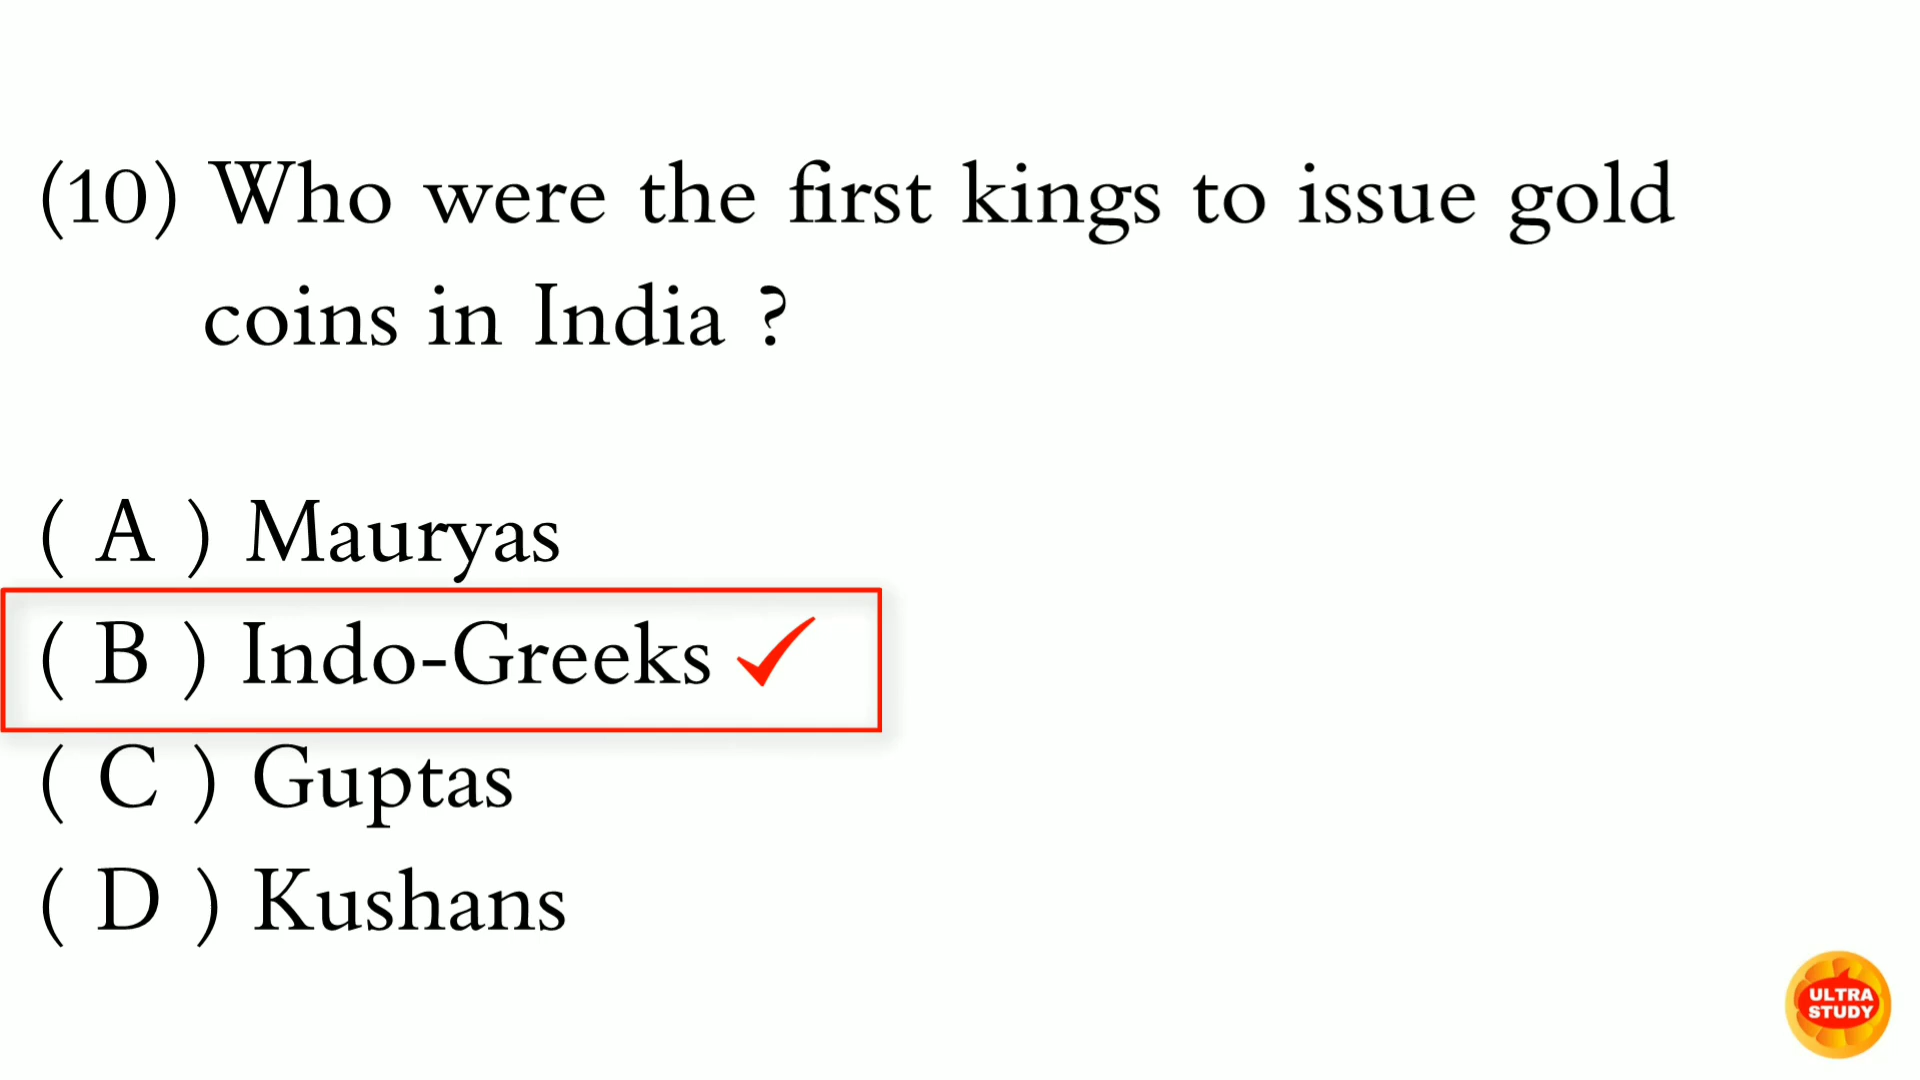 (10) Who were the first kings to issue gold
coins in India ?
( A ) Mauryas
( B ) Indo-Greeks
( C ) Guptas
( D ) Kushans
ULTRA
STUDY